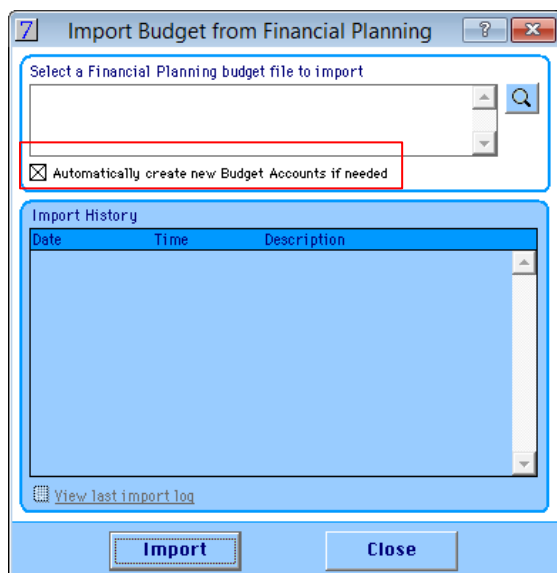 7 Import Budget from Financial Planning ?
Select a Financial Planning budget file to import
Automatically create new Budget Accounts if needed
Import History
Date Time Description
View last import log
Import Close